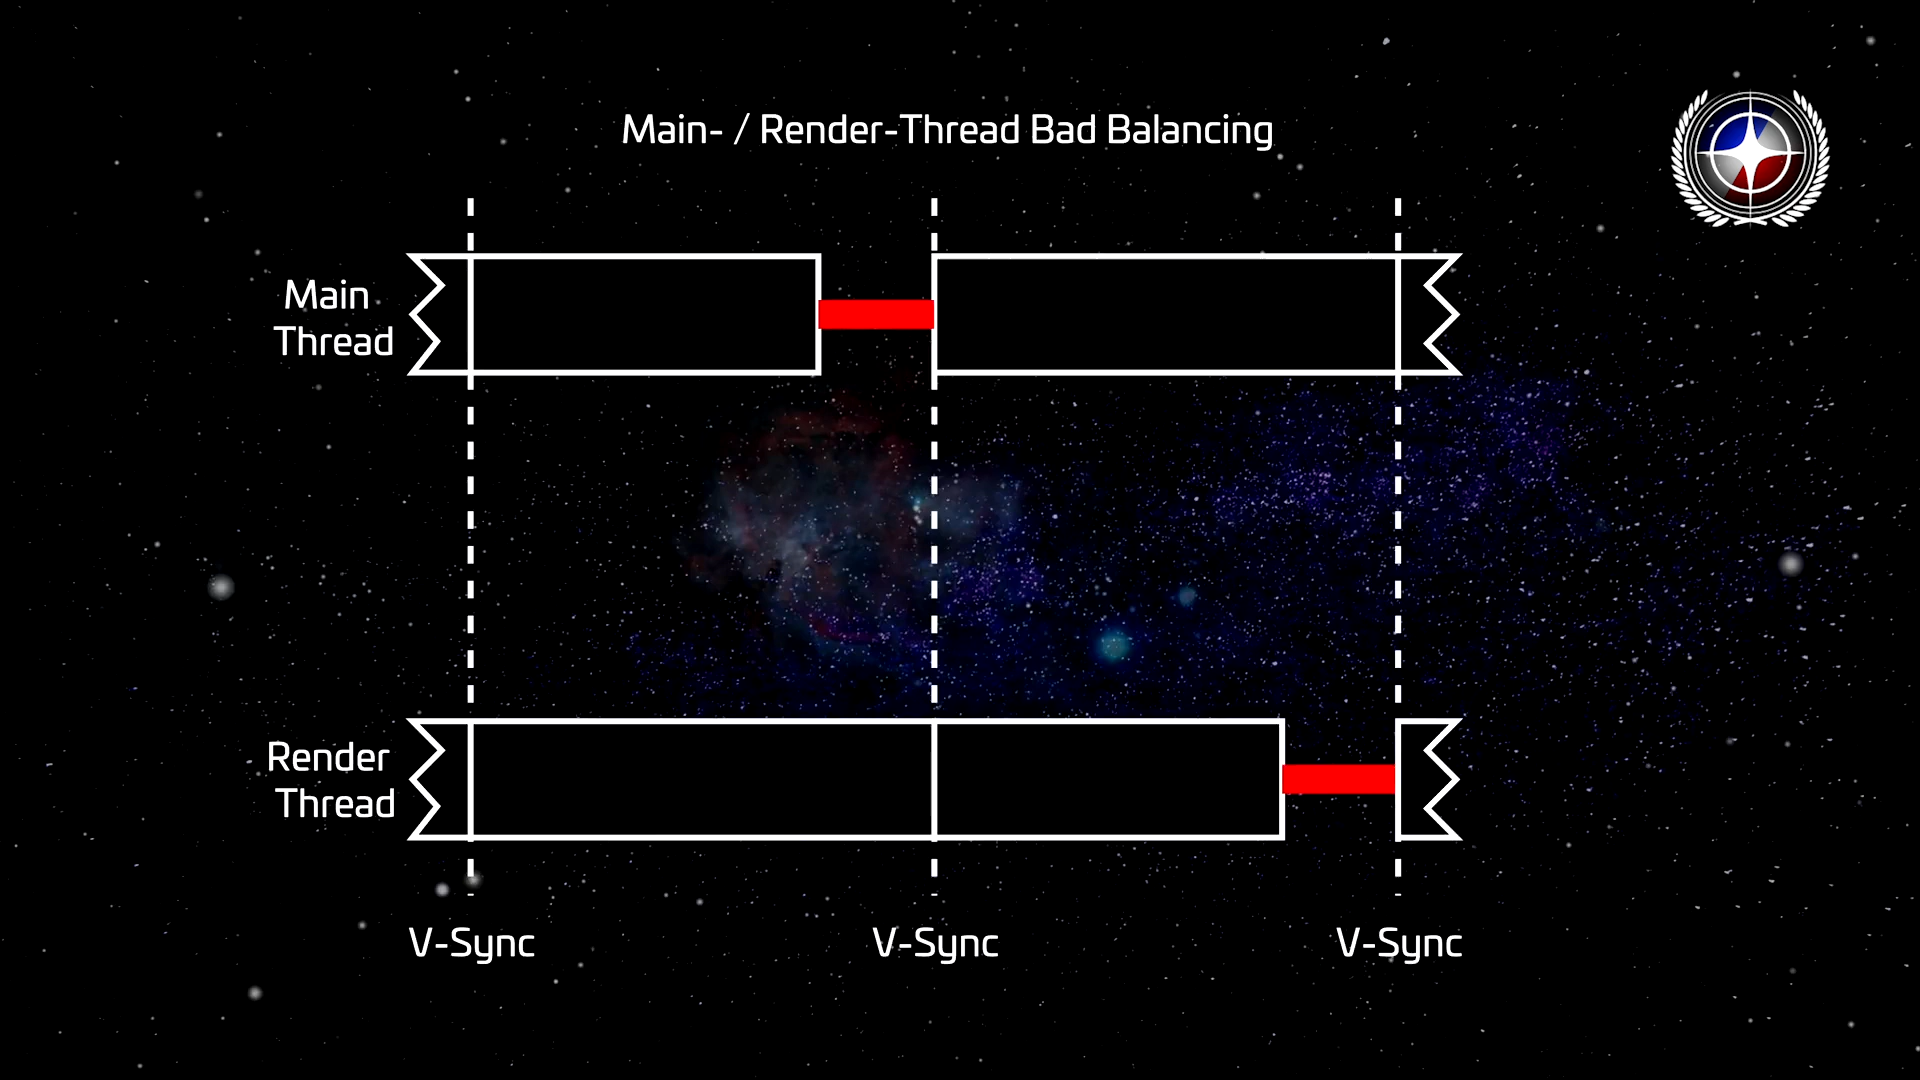 Main- / Render-Thread Bad Balancing
Main
Thread
Render
Thread
V-Sync
V-Sync
V-Sync